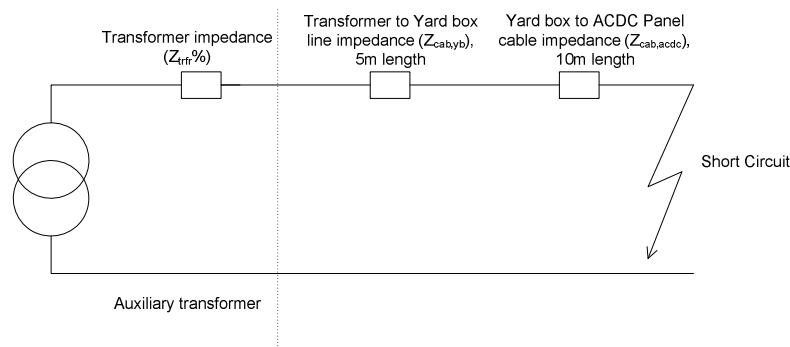 Transformer impedance
(Ztrfr%)
Transformer to Yard box
line impedance (Zcab,yb),
5m length
Yard box to ACDC Panel
cable impedance (Zcab,acdc),
10m length
Short Circuit
Auxiliary transformer